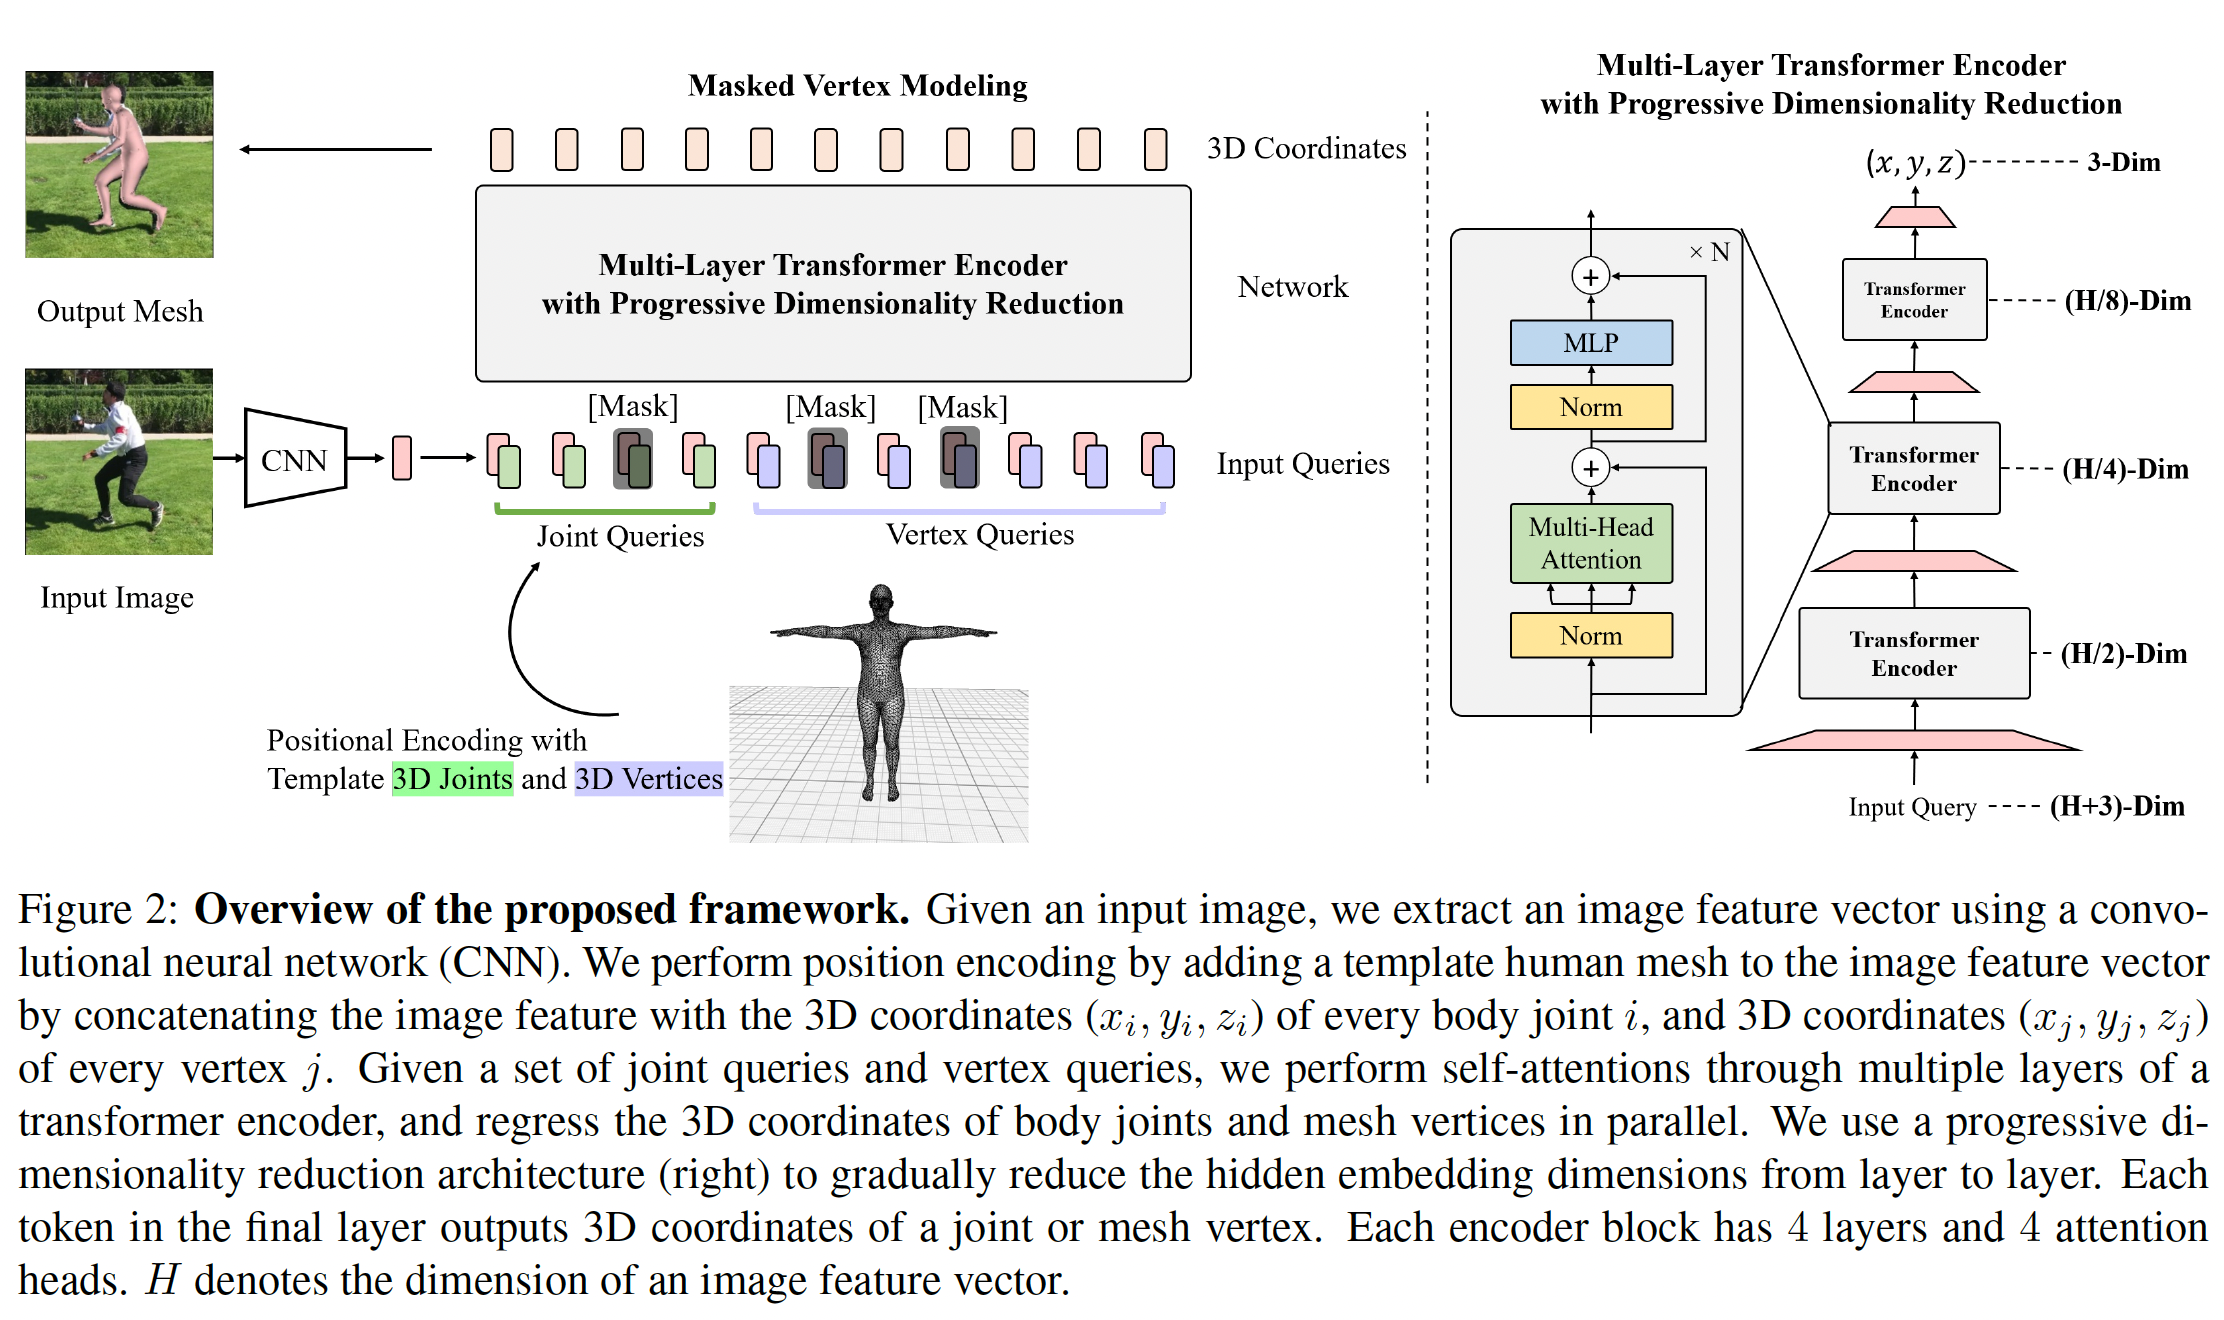 Masked Vertex Modeling
3D Coordinates
Multi-Layer Transformer Encoder
with Progressive Dimensionality Reduction
Network
Output Mesh
[Mask] [Mask] [Mask]
CNN
Input Queries
Joint Queries
Vertex Queries
Input Image
Positional Encoding with
Template 3D Joints and 3D Vertices
Multi-Layer Transformer Encoder
with Progressive Dimensionality Reduction
(x, y, z) 3-Dim
× N
+
MLP
Norm
+
Multi-Head
Attention
Norm
Transformer
Encoder
(H/8)-Dim
Transformer
Encoder
(H/4)-Dim
Transformer
Encoder
(H/2)-Dim
Input Query (H+3)-Dim
Figure 2: Overview of the proposed framework. Given an input image, we extract an image feature vector using a convo-
lutional neural network (CNN). We perform position encoding by adding a template human mesh to the image feature vector
by concatenating the image feature with the 3D coordinates (x_i, y_i, z_i) of every body joint i, and 3D coordinates (x_j, y_j, z_j)
of every vertex j. Given a set of joint queries and vertex queries, we perform self-attentions through multiple layers of a
transformer encoder, and regress the 3D coordinates of body joints and mesh vertices in parallel. We use a progressive di-
mensionality reduction architecture (right) to gradually reduce the hidden embedding dimensions from layer to layer. Each
token in the final layer outputs 3D coordinates of a joint or mesh vertex. Each encoder block has 4 layers and 4 attention
heads. H denotes the dimension of an image feature vector.